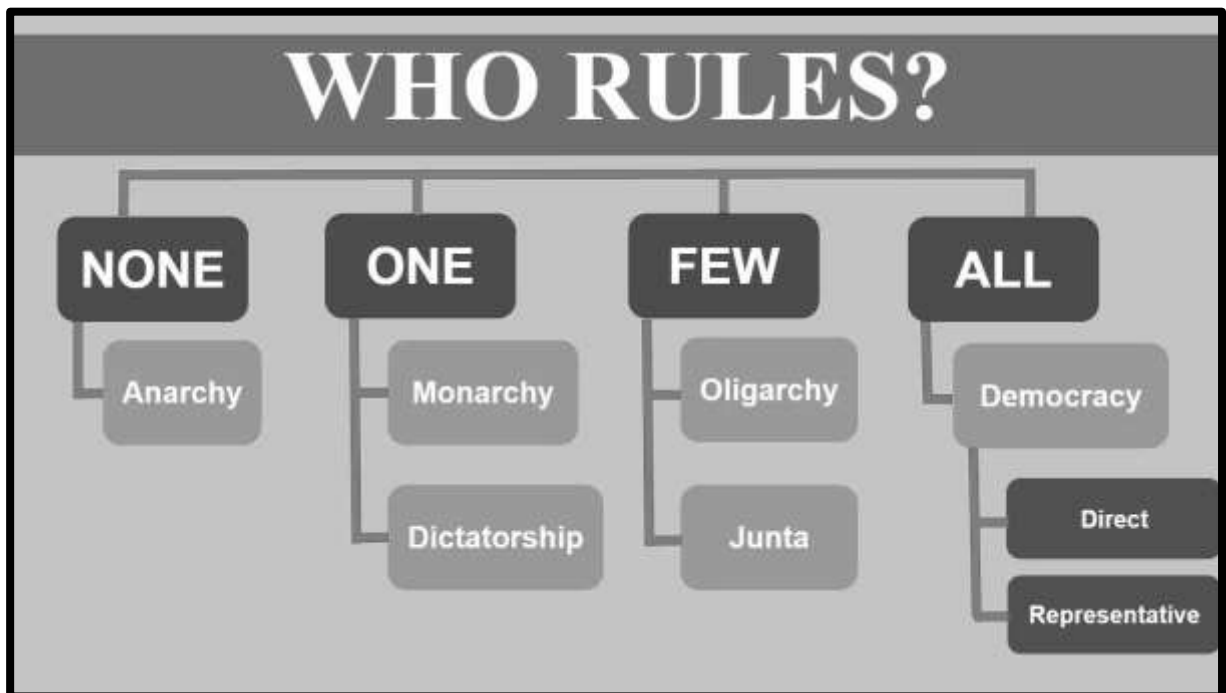 WHO RULES?
NONE
ONE
FEW
ALL
Anarchy
Monarchy
Oligarchy
Democracy
Dictatorship
Junta
Direct
Representative